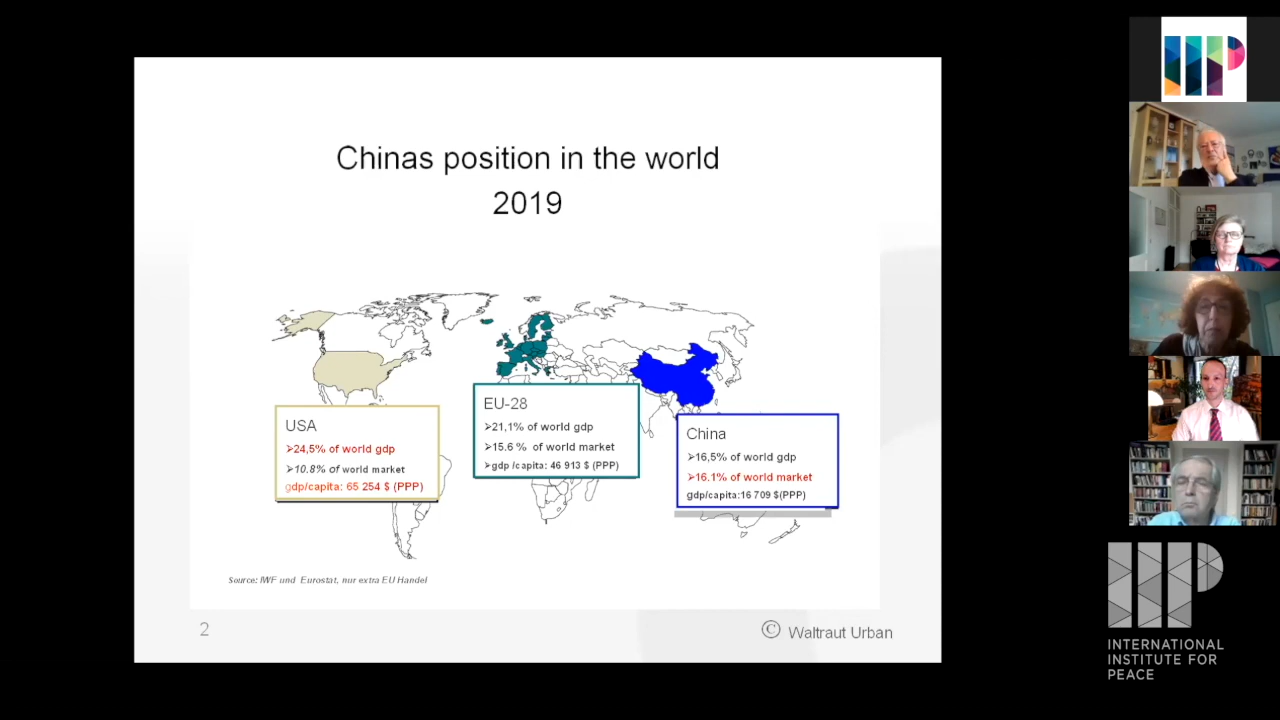 Chinas position in the world
2019
USA
➢24,5% of world gdp
➢10.8% of world market
gdp/capita: 65 254 $ (PPP)
EU-28
➢21,1% of world gdp
➢15.6 % of world market
➢gdp /capita: 46 913 $ (PPP)
China
➢16,5% of world gdp
➢16.1% of world market
gdp/capita:16 709 $(PPP)
Source: IWF und Eurostat, nur extra EU Handel
2
© Waltraut Urban
IIP
IIP
INTERNATIONAL
INSTITUTE FOR
PEACE